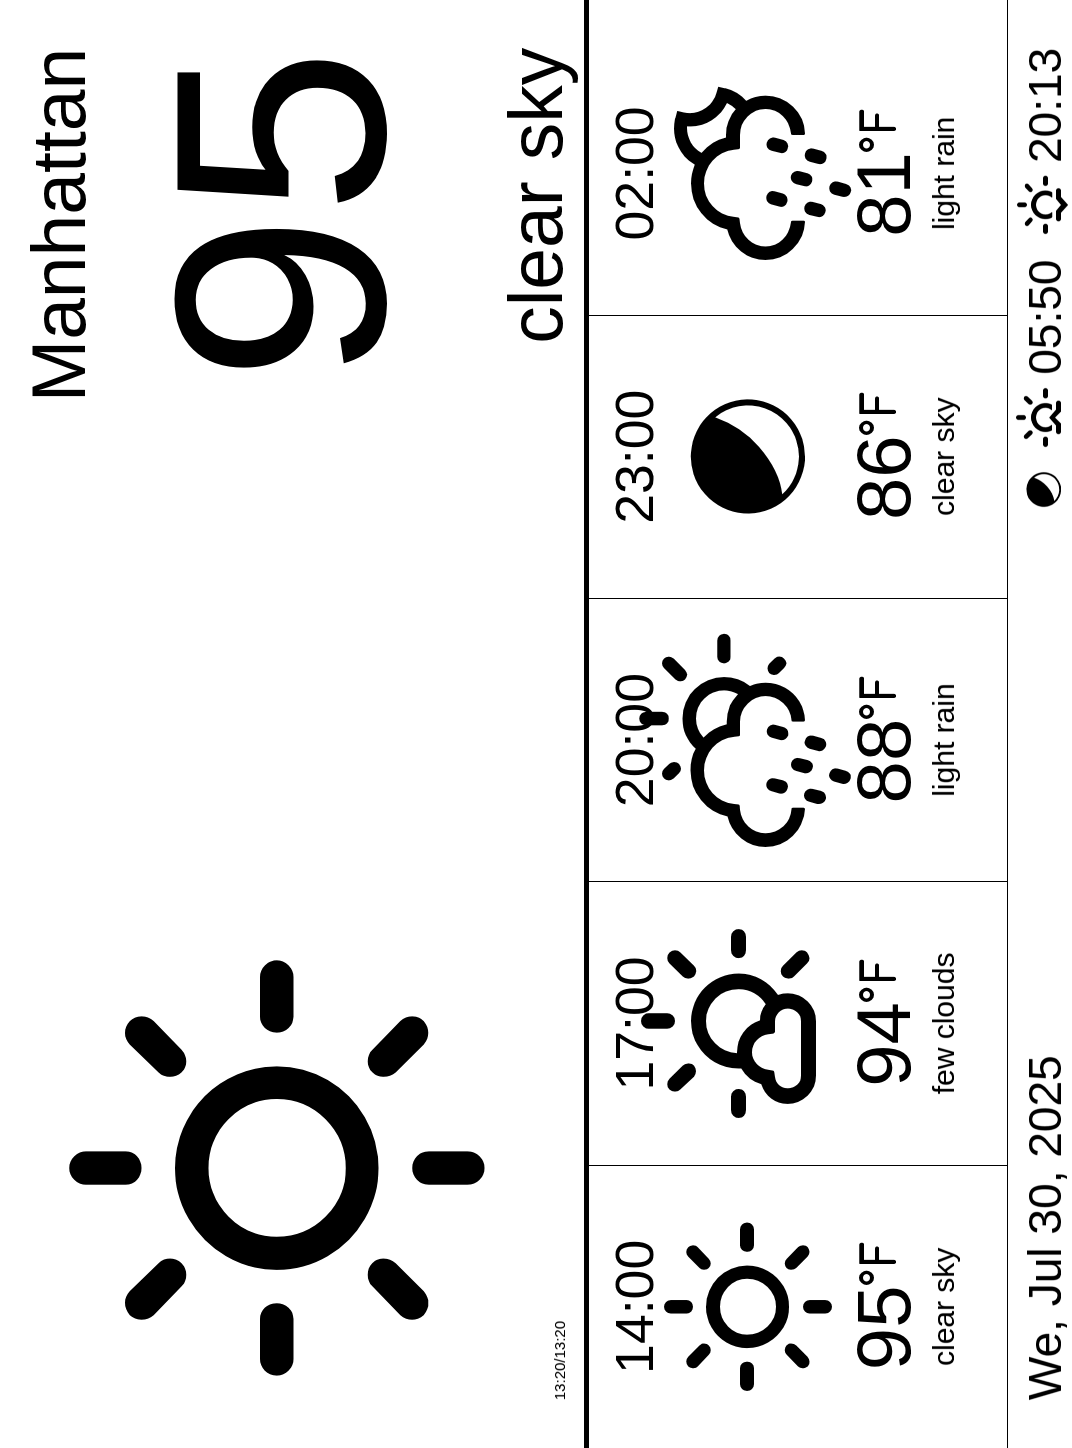 Manhattan
95
clear sky
13:20/13:20
14:00
95°F
clear sky
17:00
94°F
few clouds
20:00
88°F
light rain
23:00
86°F
clear sky
02:00
81°F
light rain
We, Jul 30, 2025
05:50
20:13